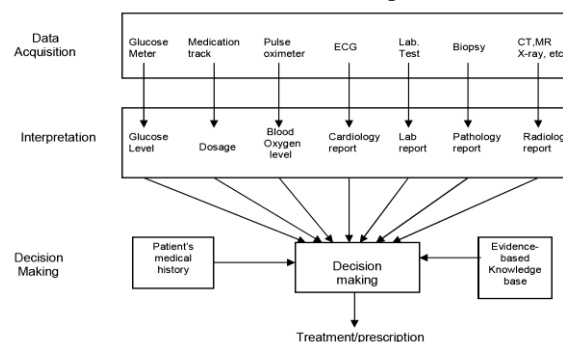 Data
Acquisition
Glucose
Meter
Medication
track
Pulse
oximeter
ECG
Lab.
Test
Biopsy
CT,MR
X-ray, etc
Interpretation
Glucose
Level
Dosage
Blood
Oxygen
level
Cardiology
report
Lab
report
Pathology
report
Radiolog
report
Decision
Making
Patient's
medical
history
Decision
making
Evidence-
based
Knowledge
base
Treatment/prescription